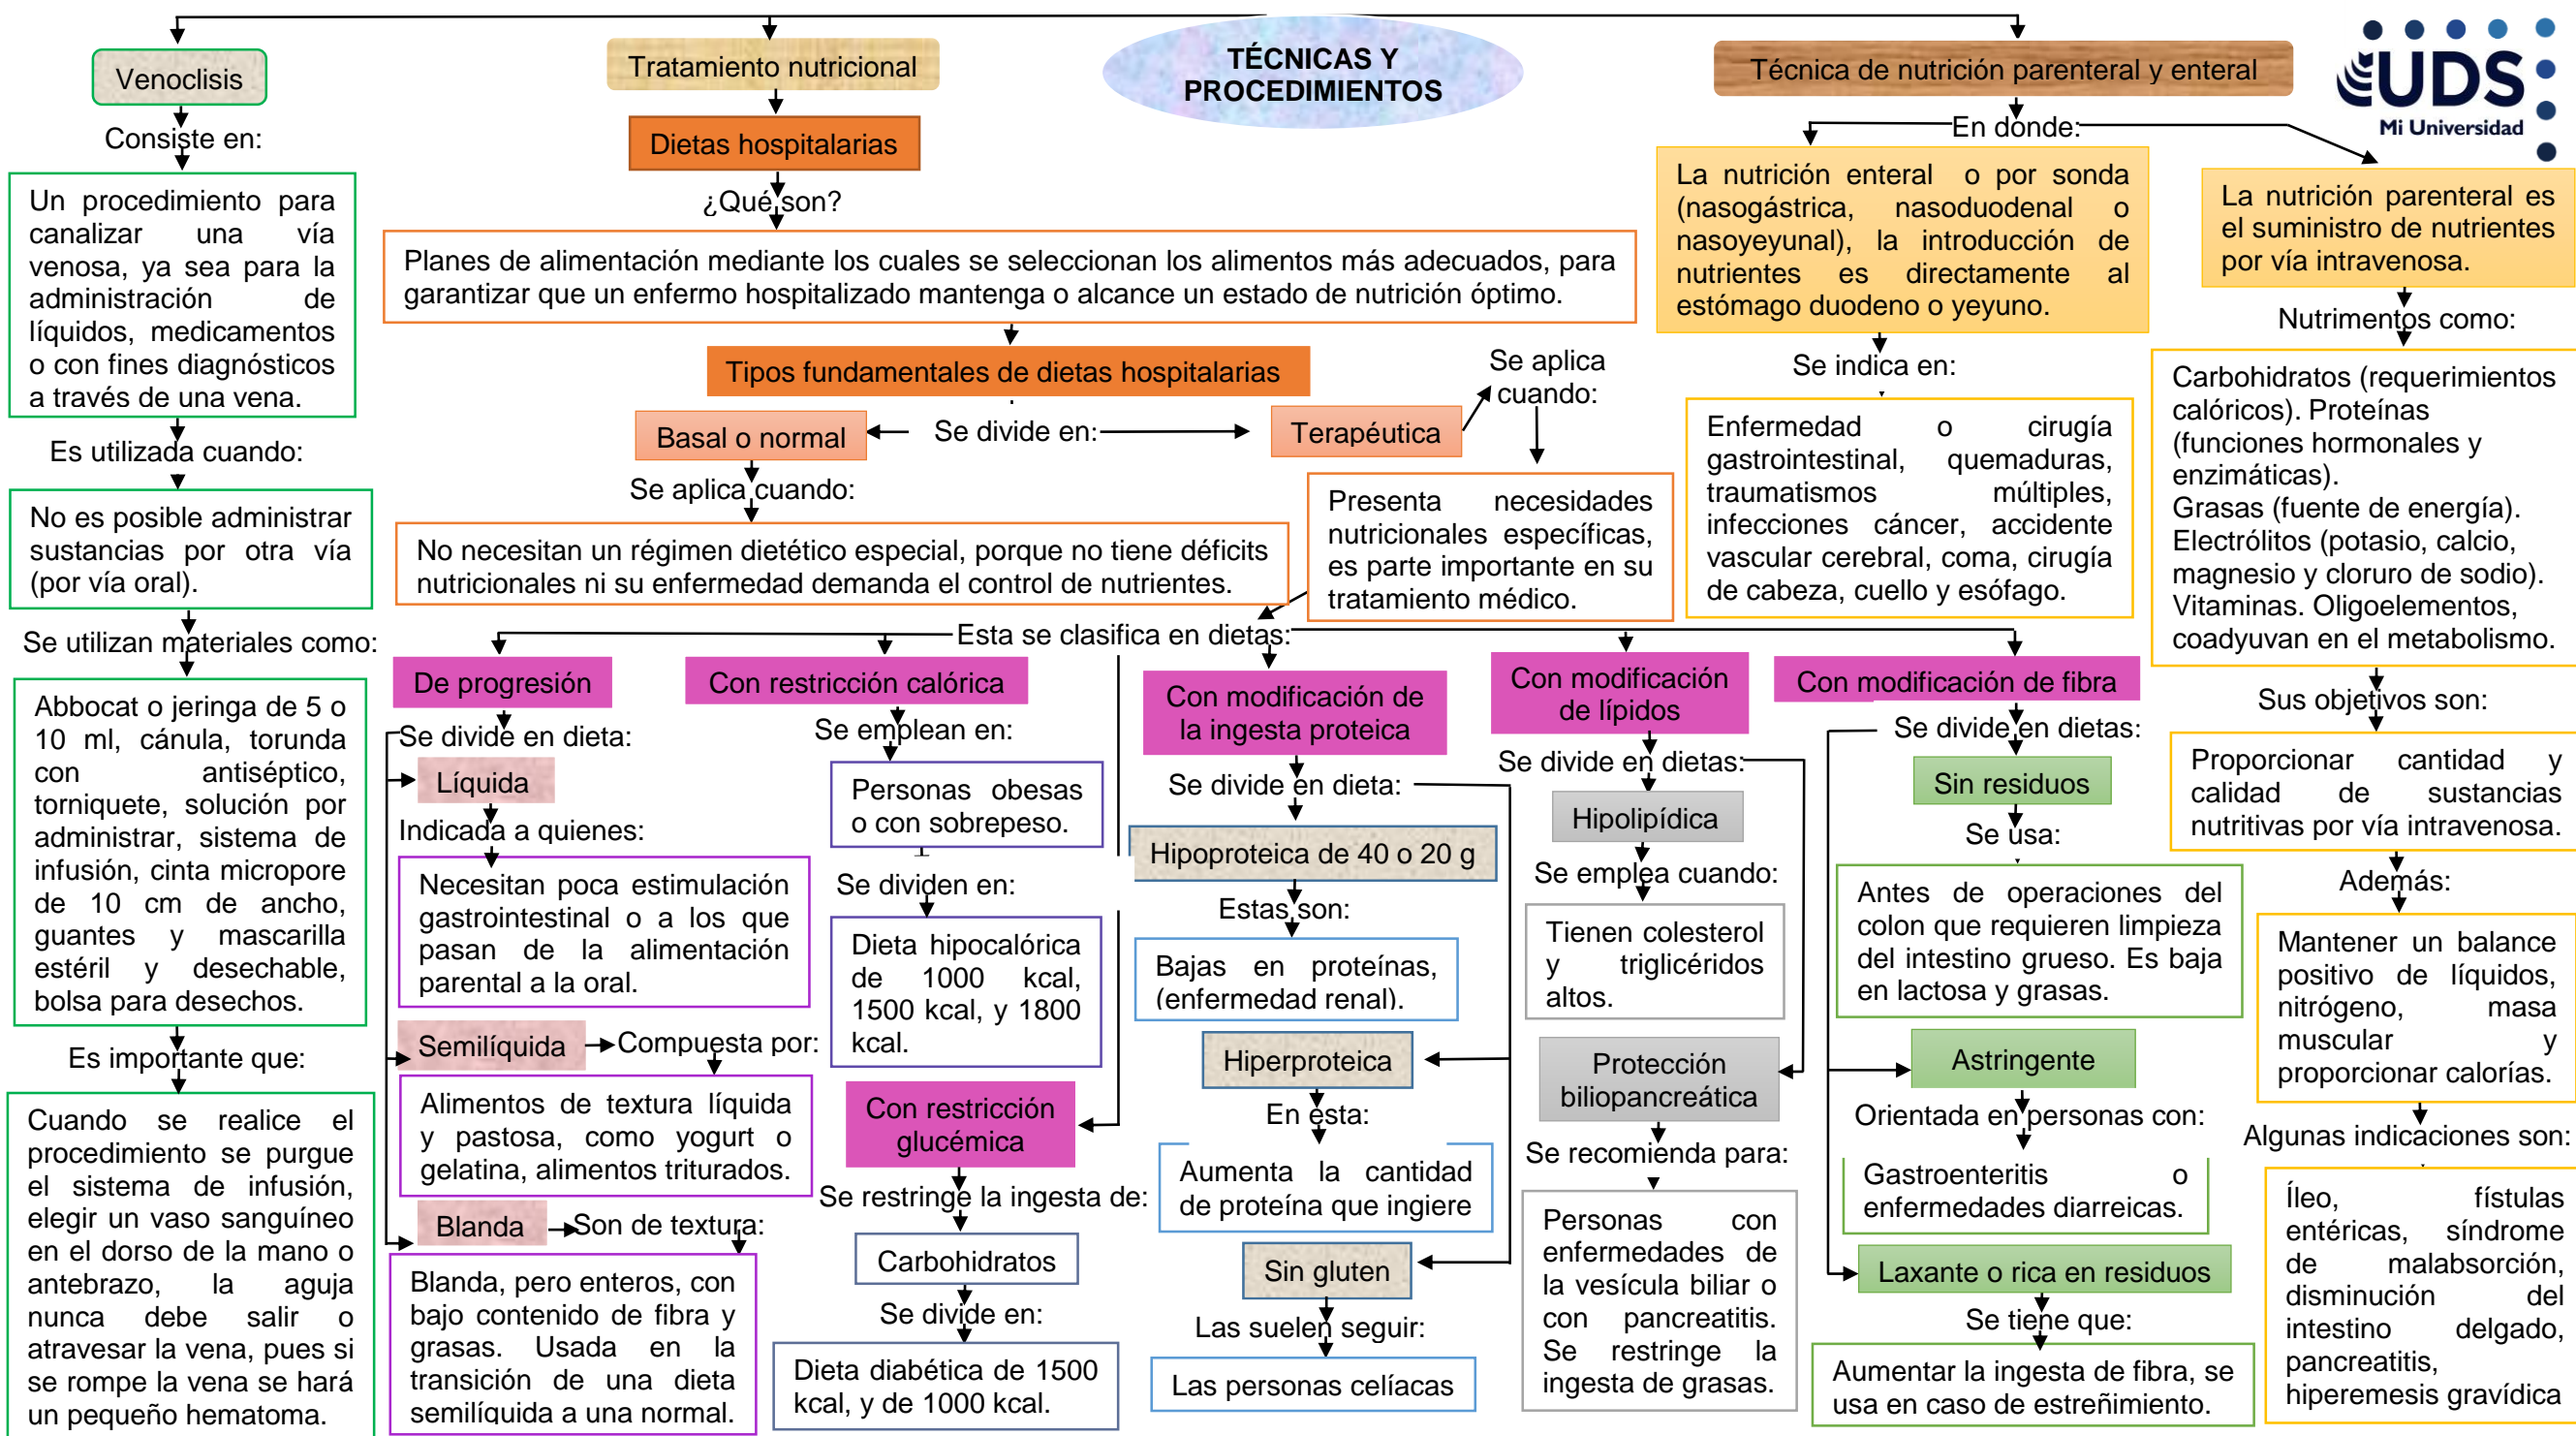 TÉCNICAS Y
PROCEDIMIENTOS
UDS
Mi Universidad
Venoclisis
Consiste en:
Un procedimiento para
canalizar una vía
venosa, ya sea para la
administración de
líquidos, medicamentos
o con fines diagnósticos
a través de una vena.
Es utilizada cuando:
No es posible administrar
sustancias por otra vía
(por vía oral).
Se utilizan materiales como:
Abbocat o jeringa de 5 o
10 ml, cánula, torunda
con antiséptico,
torniquete, solución por
administrar, sistema de
infusión, cinta micropore
de 10 cm de ancho,
guantes y mascarilla
estéril y desechable,
bolsa para desechos.
Es importante que:
Cuando se realice el
procedimiento se purgue
el sistema de infusión,
elegir un vaso sanguíneo
en el dorso de la mano o
antebrazo, la aguja
nunca debe salir o
atravesar la vena, pues si
se rompe la vena se hará
un pequeño hematoma.
Tratamiento nutricional
Dietas hospitalarias
¿Qué son?
Planes de alimentación mediante los cuales se seleccionan los alimentos más adecuados, para
garantizar que un enfermo hospitalizado mantenga o alcance un estado de nutrición óptimo.
Tipos fundamentales de dietas hospitalarias
Se divide en:
Basal o normal
Se aplica cuando:
No necesitan un régimen dietético especial, porque no tiene déficits
nutricionales ni su enfermedad demanda el control de nutrientes.
Terapéutica
Se aplica
cuando:
Presenta necesidades
nutricionales específicas,
es parte importante en su
tratamiento médico.
Esta se clasifica en dietas:
De progresión
Se divide en dieta:
Líquida
Indicada a quienes:
Necesitan poca estimulación
gastrointestinal o a los que
pasan de la alimentación
parental a la oral.
Semilíquida
Compuesta por:
Alimentos de textura líquida
y pastosa, como yogurt o
gelatina, alimentos triturados.
Blanda
Son de textura:
Blanda, pero enteros, con
bajo contenido de fibra y
grasas. Usada en la
transición de una dieta
semilíquida a una normal.
Con restricción calórica
Se emplean en:
Personas obesas
o con sobrepeso.
Se dividen en:
Dieta hipocalórica
de 1000 kcal,
1500 kcal, y 1800
kcal.
Con restricción
glucémica
Se restringe la ingesta de:
Carbohidratos
Se divide en:
Dieta diabética de 1500
kcal, y de 1000 kcal.
Con modificación de
la ingesta proteica
Se divide en dieta:
Hipoproteica de 40 o 20 g
Estas son:
Bajas en proteínas,
(enfermedad renal).
Hiperproteica
En esta:
Aumenta la cantidad
de proteína que ingiere
Sin gluten
Las suelen seguir:
Las personas celíacas
Con modificación
de lípidos
Se divide en dietas:
Hipolipídica
Se emplea cuando:
Tienen colesterol
y triglicéridos
altos.
Protección
biliopancreática
Se recomienda para:
Personas con
enfermedades de
la vesícula biliar o
con pancreatitis.
Se restringe la
ingesta de grasas.
Con modificación de fibra
Se divide en dietas:
Sin residuos
Se usa:
Antes de operaciones del
colon que requieren limpieza
del intestino grueso. Es baja
en lactosa y grasas.
Astringente
Orientada en personas con:
Gastroenteritis o
enfermedades diarreicas.
Laxante o rica en residuos
Se tiene que:
Aumentar la ingesta de fibra, se
usa en caso de estreñimiento.
Técnica de nutrición parenteral y enteral
En donde:
La nutrición enteral o por sonda
(nasogástrica, nasoduodenal o
nasoyeyunal), la introducción de
nutrientes es directamente al
estómago duodeno o yeyuno.
Se indica en:
Enfermedad o cirugía
gastrointestinal, quemaduras,
traumatismos múltiples,
infecciones cáncer, accidente
vascular cerebral, coma, cirugía
de cabeza, cuello y esófago.
La nutrición parenteral es
el suministro de nutrientes
por vía intravenosa.
Nutrimentos como:
Carbohidratos (requerimientos
calóricos). Proteínas
(funciones hormonales y
enzimáticas).
Grasas (fuente de energía).
Electrólitos (potasio, calcio,
magnesio y cloruro de sodio).
Vitaminas. Oligoelementos,
coadyuvan en el metabolismo.
Sus objetivos son:
Proporcionar cantidad y
calidad de sustancias
nutritivas por vía intravenosa.
Además:
Mantener un balance
positivo de líquidos,
nitrógeno, masa
muscular y
proporcionar calorías.
Algunas indicaciones son:
Íleo, fístulas
entéricas, síndrome
de malabsorción,
disminución del
intestino delgado,
pancreatitis,
hiperemesis gravídica